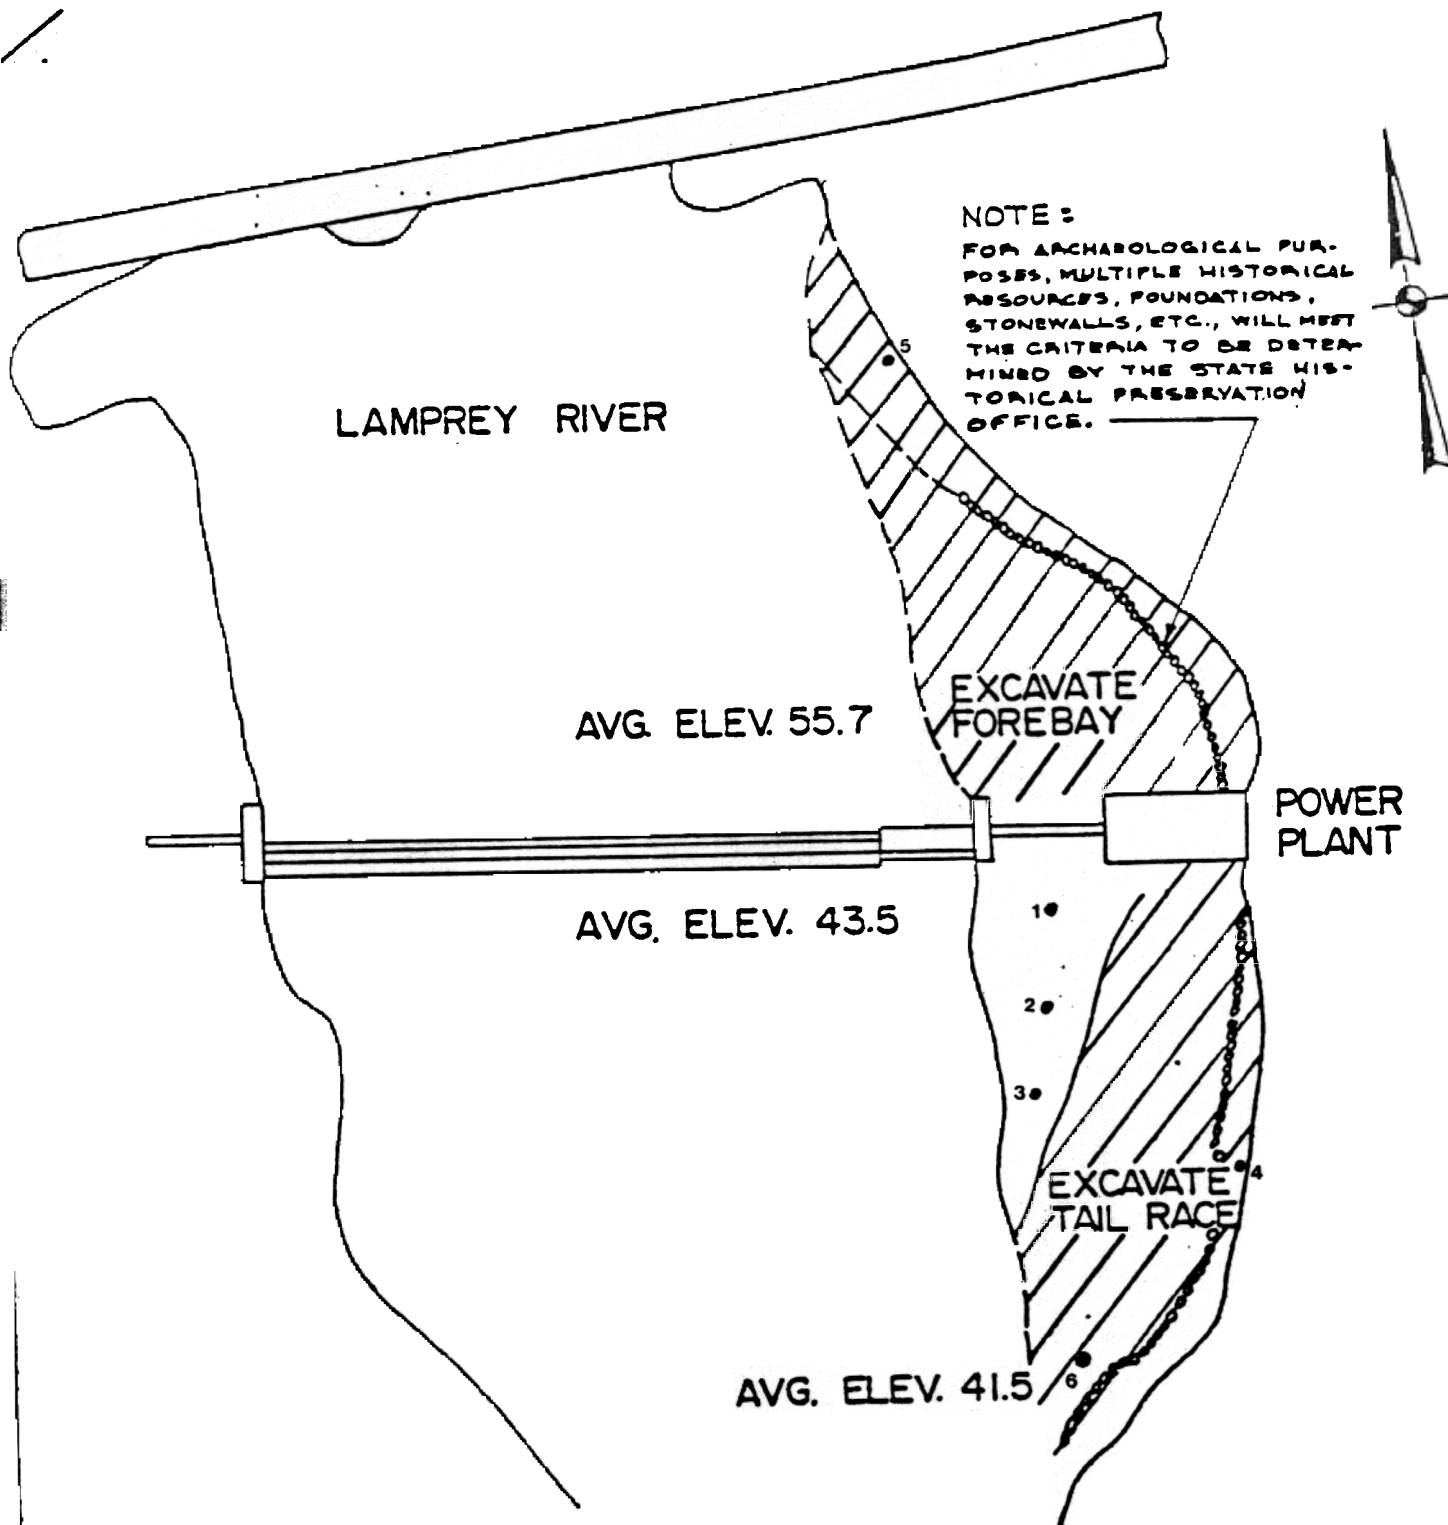 NOTE:
FOR ARCHAEOLOGICAL PUR-
POSES, MULTIPLE HISTORICAL
RESOURCES, FOUNDATIONS,
STONEWALLS, ETC., WILL MEET
THE CRITERIA TO BE DETER-
MINED BY THE STATE HIS-
TORICAL PRESERVATION
OFFICE.
5
LAMPREY RIVER
EXCAVATE
FOREBAY
AVG. ELEV. 55.7
POWER
PLANT
AVG. ELEV. 43.5
1
2
3
4
EXCAVATE
TAIL RACE
AVG. ELEV. 41.5
6